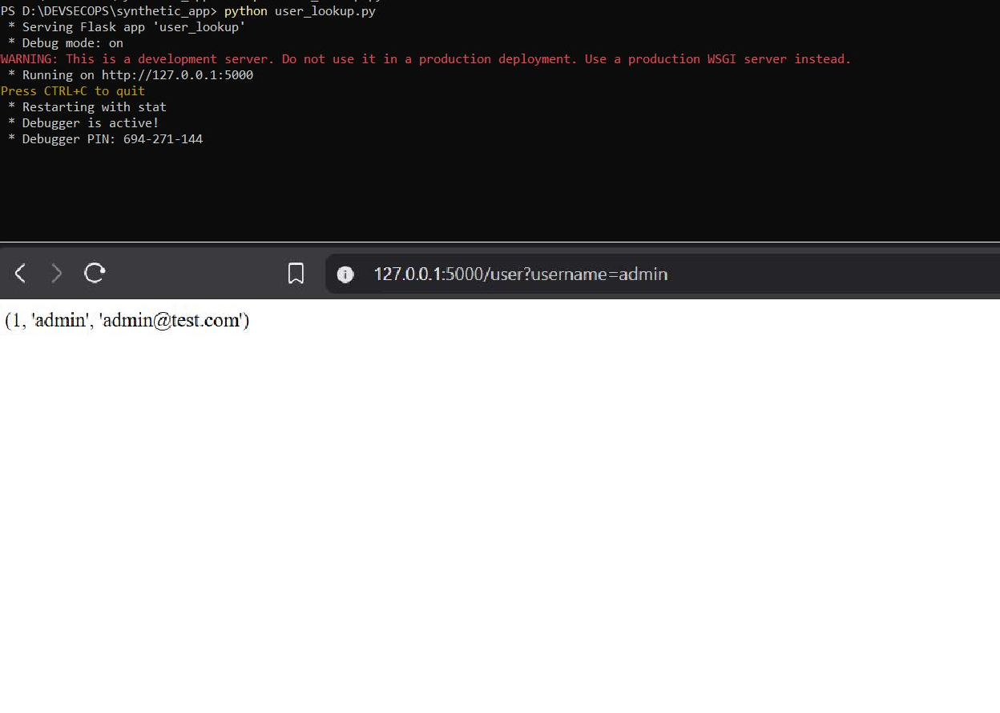 PS D:\DEVSECOPS\synthetic_app> python user_lookup.py
 * Serving Flask app 'user_lookup'
 * Debug mode: on
WARNING: This is a development server. Do not use it in a production deployment. Use a production WSGI server instead.
 * Running on http://127.0.0.1:5000
Press CTRL+C to quit
 * Restarting with stat
 * Debugger is active!
 * Debugger PIN: 694-271-144
127.0.0.1:5000/user?username=admin
(1, 'admin', 'admin@test.com')